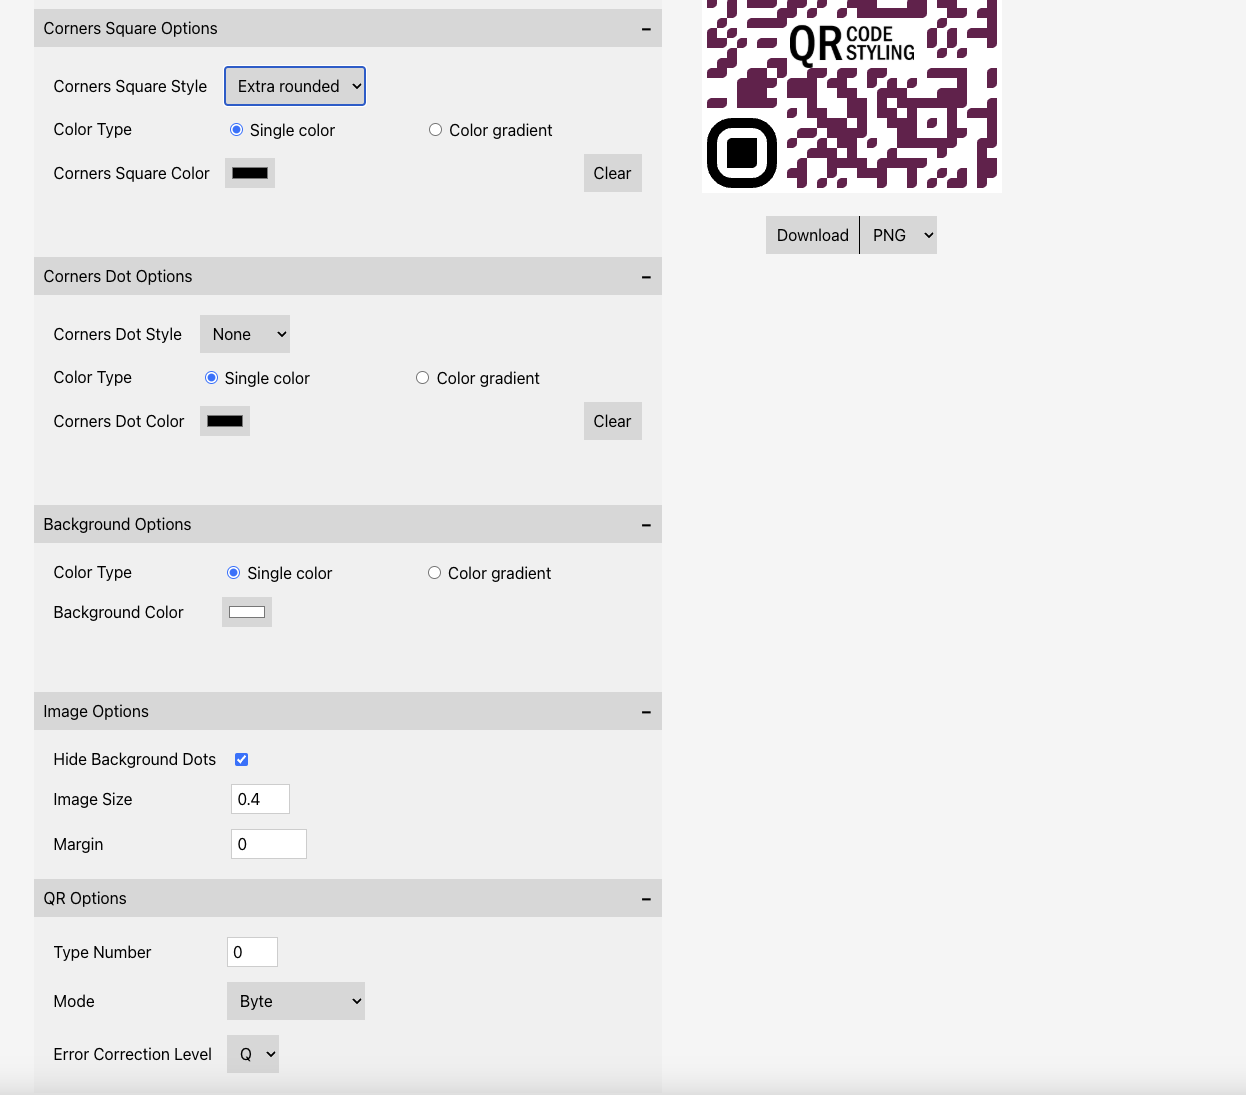 Corners Square Options −
Corners Square Style Extra rounded
Color Type Single color Color gradient
Corners Square Color Clear
Corners Dot Options −
Corners Dot Style None
Color Type Single color Color gradient
Corners Dot Color Clear
Background Options −
Color Type Single color Color gradient
Background Color
Image Options −
Hide Background Dots
Image Size 0.4
Margin 0
QR Options −
Type Number 0
Mode Byte
Error Correction Level Q
QR CODE
STYLING
Download PNG